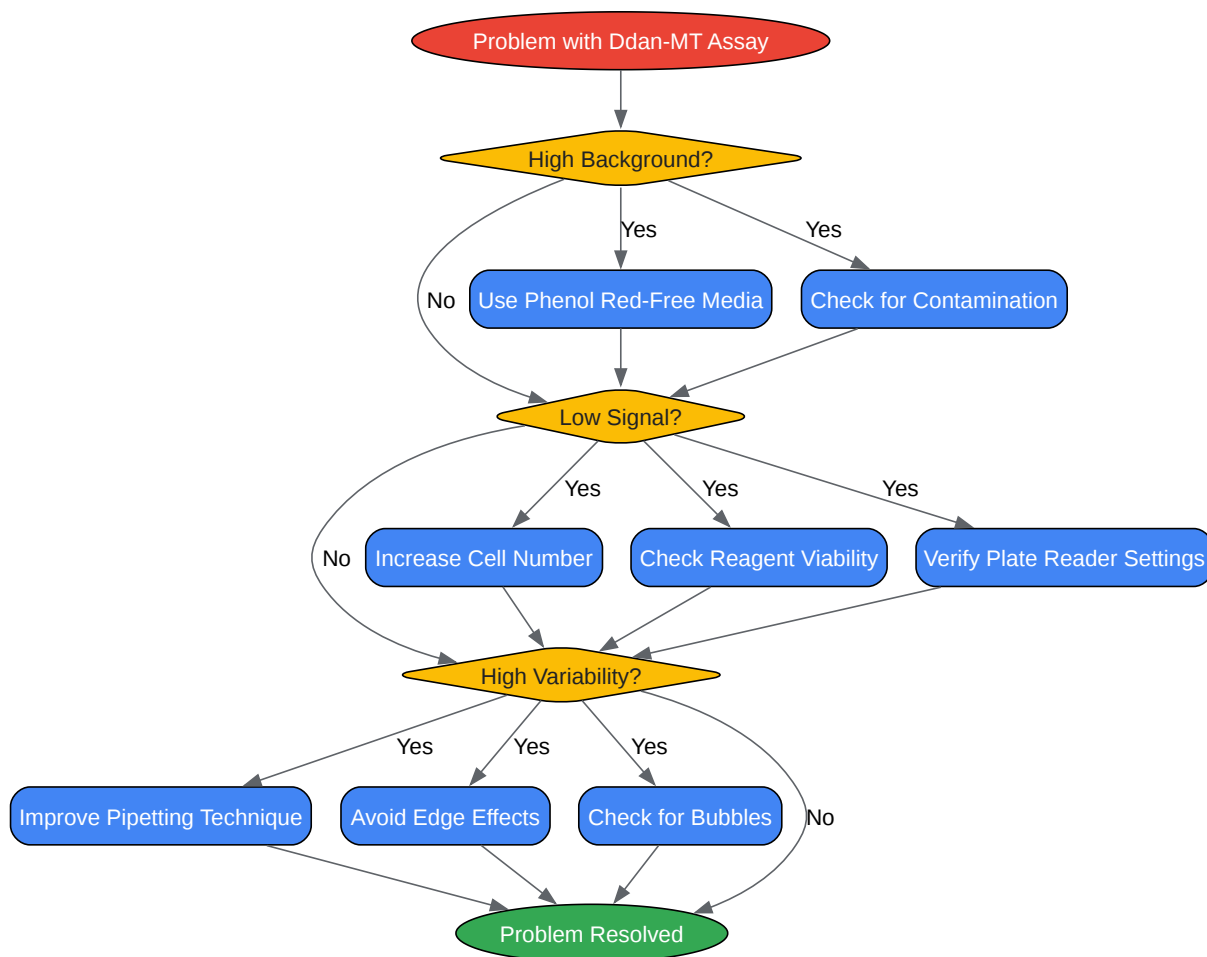 Problem with Ddan-MT Assay
High Background?
Yes
Yes
No
Use Phenol Red-Free Media
Check for Contamination
Low Signal?
Yes
Yes
Yes
No
Increase Cell Number
Check Reagent Viability
Verify Plate Reader Settings
High Variability?
Yes
Yes
Yes
Improve Pipetting Technique
Avoid Edge Effects
Check for Bubbles
No
Problem Resolved